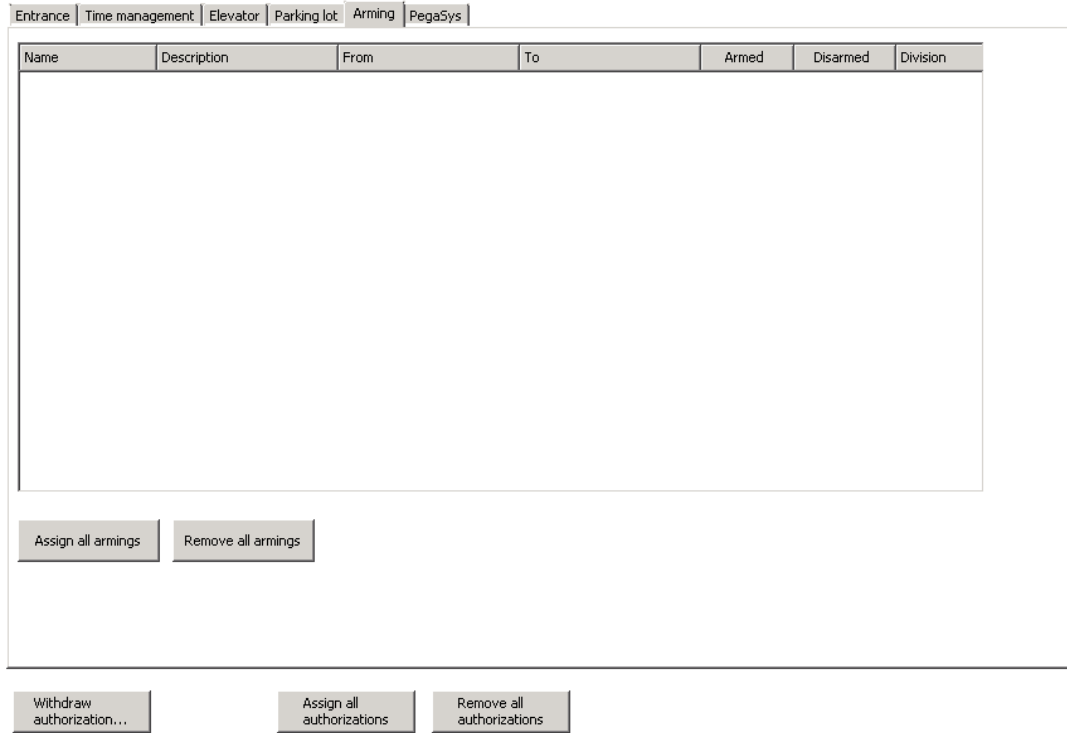 Entrance Time management Elevator Parking lot Arming PegaSys
Name Description From To Armed Disarmed Division
Assign all armings Remove all armings
Withdraw authorization... Assign all authorizations Remove all authorizations